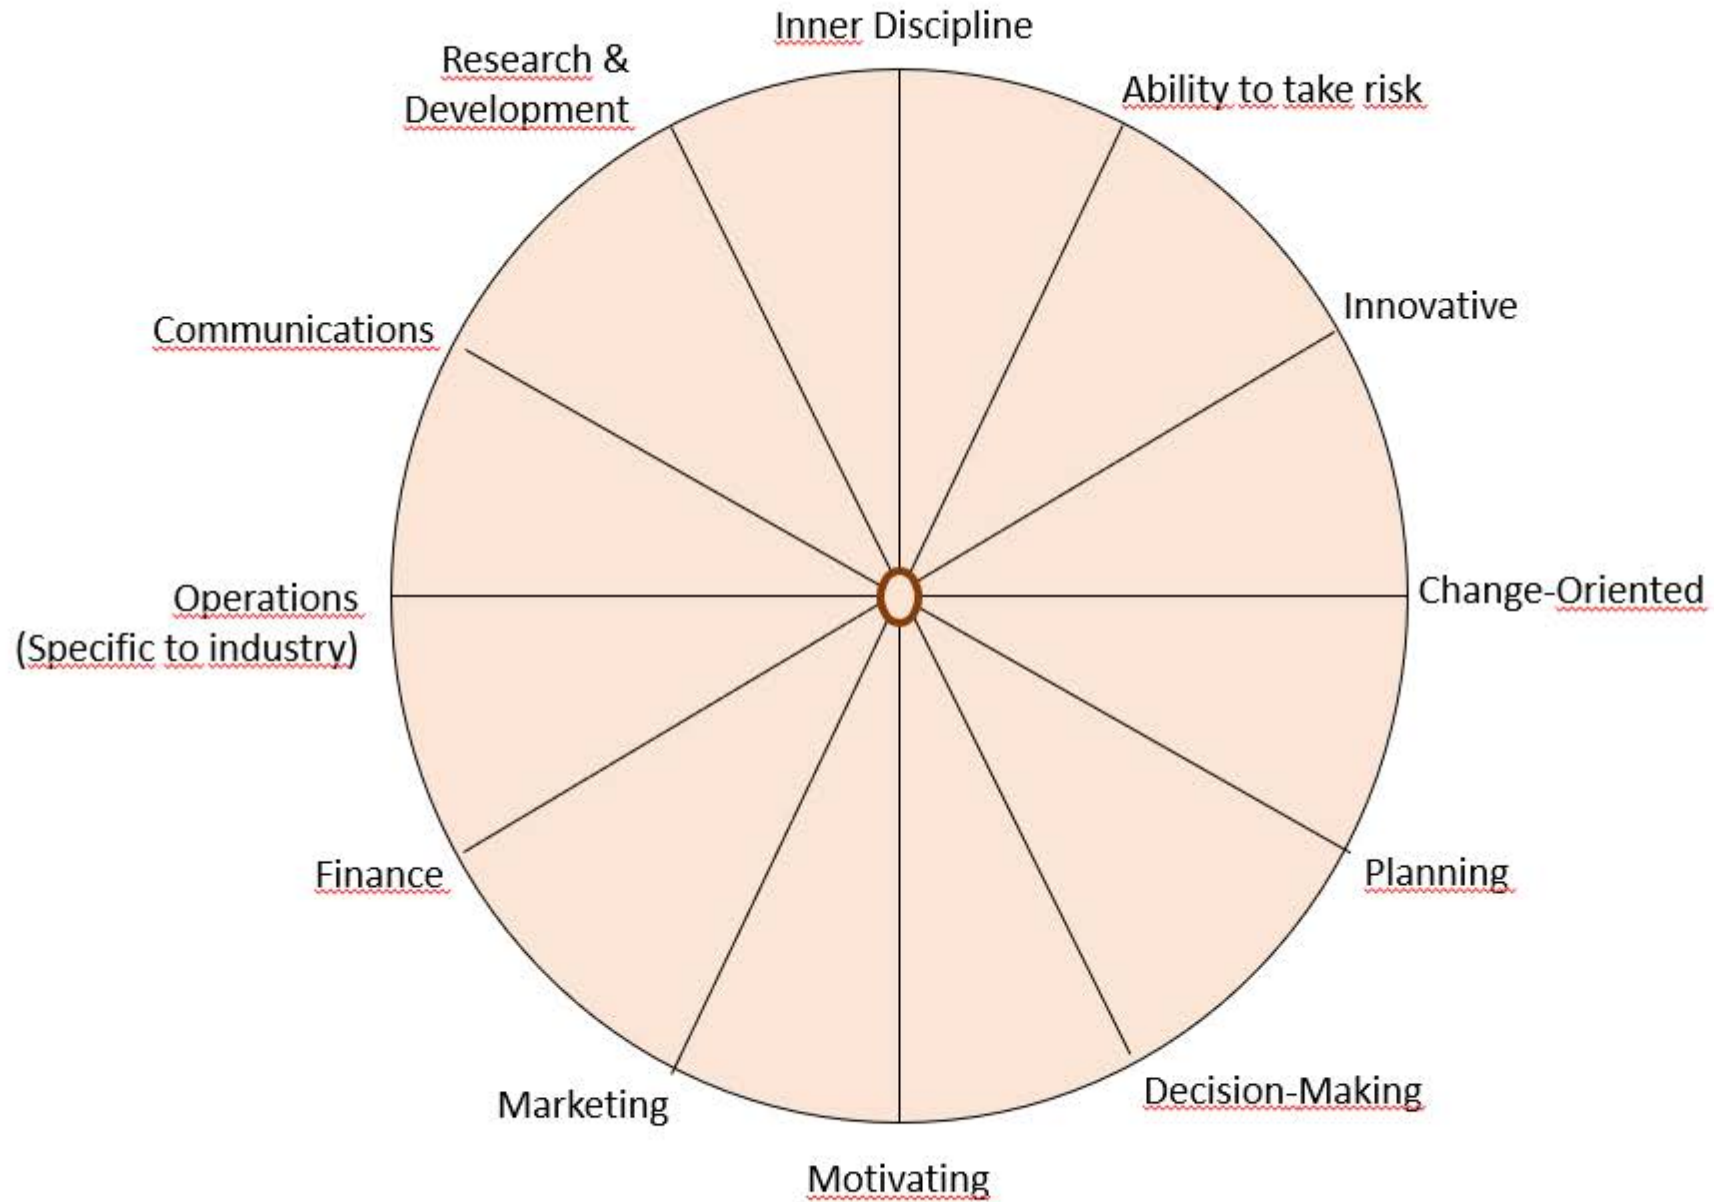 Inner Discipline
Ability to take risk
Innovative
Change-Oriented
Planning
Decision-Making
Motivating
Marketing
Finance
Operations
(Specific to industry)
Communications
Research &
Development